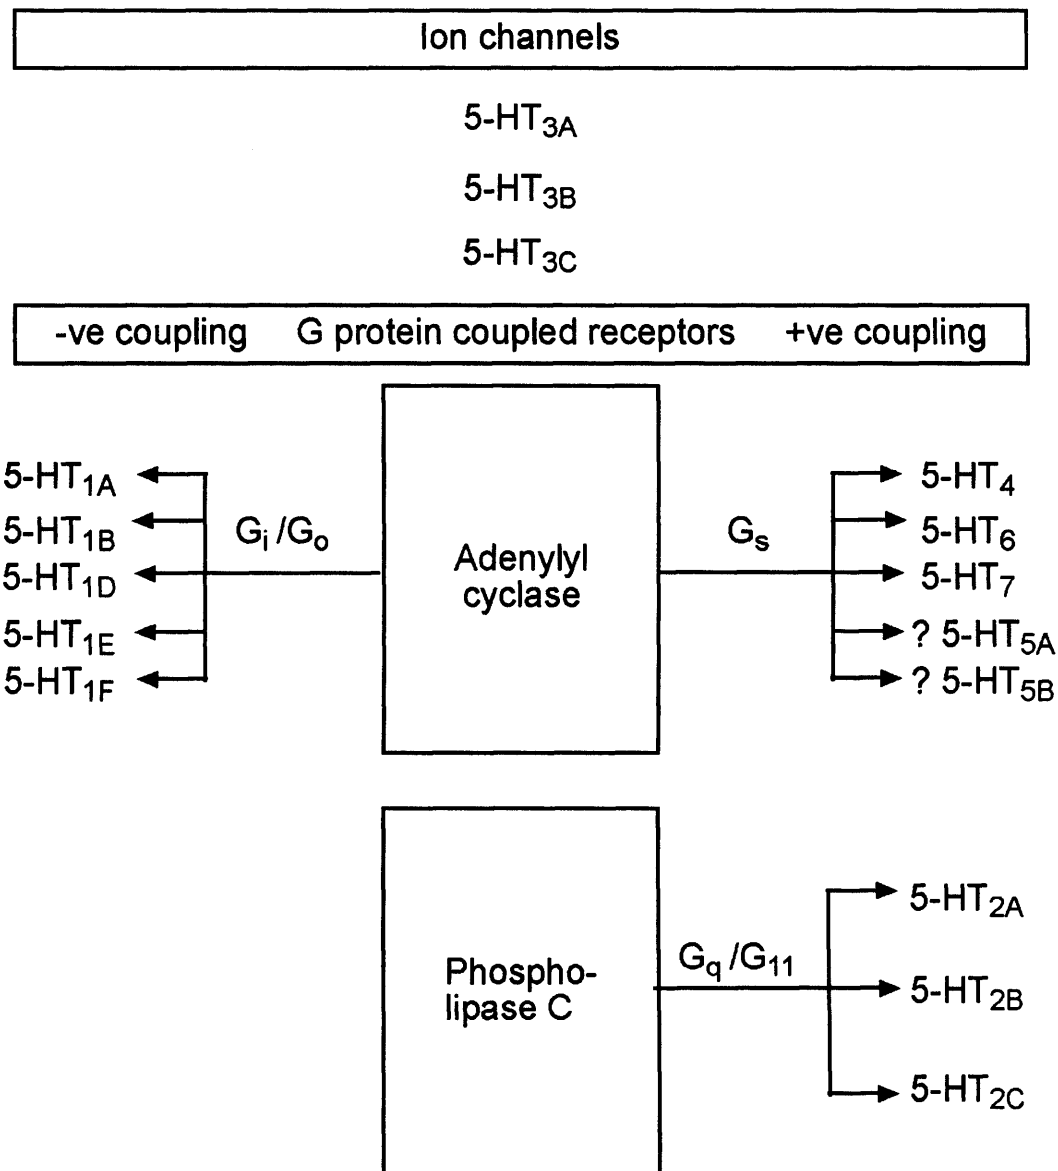 Ion channels
5-HT3A
5-HT3B
5-HT3C
-ve coupling G protein coupled receptors +ve coupling
5-HT1A
5-HT1B
5-HT1D
5-HT1E
5-HT1F
Gi /Go
Adenylyl
cyclase
Gs
5-HT4
5-HT6
5-HT7
? 5-HT5A
? 5-HT5B
Phospho-
lipase C
Gq /G11
5-HT2A
5-HT2B
5-HT2C